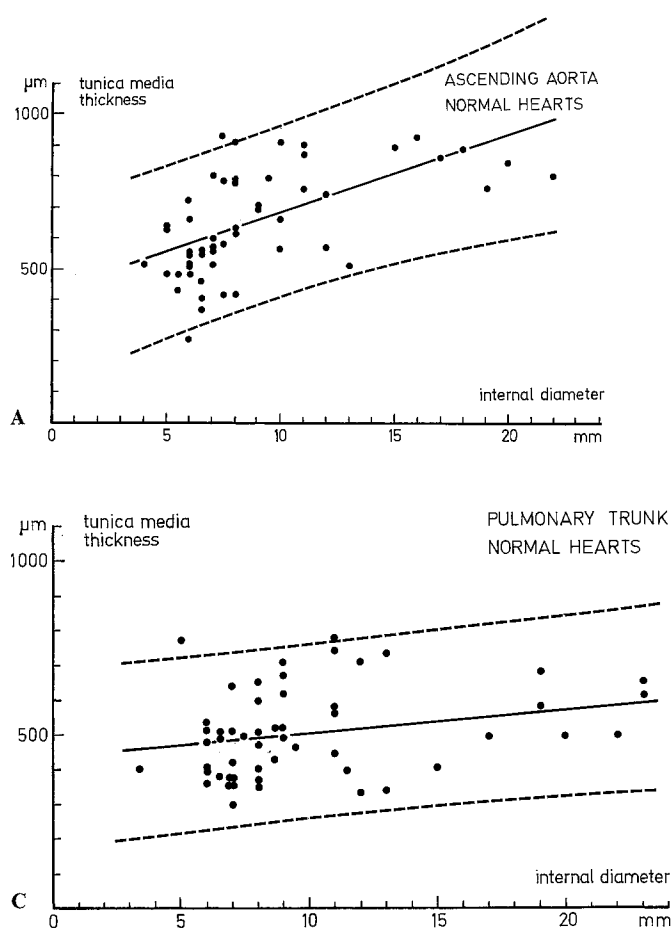 µm tunica media
thickness
ASCENDING AORTA
NORMAL HEARTS
1000
500
internal diameter
A
0 5 10 15 20 mm
µm tunica media
thickness
PULMONARY TRUNK
NORMAL HEARTS
1000
500
internal diameter
C
0 5 10 15 20 mm